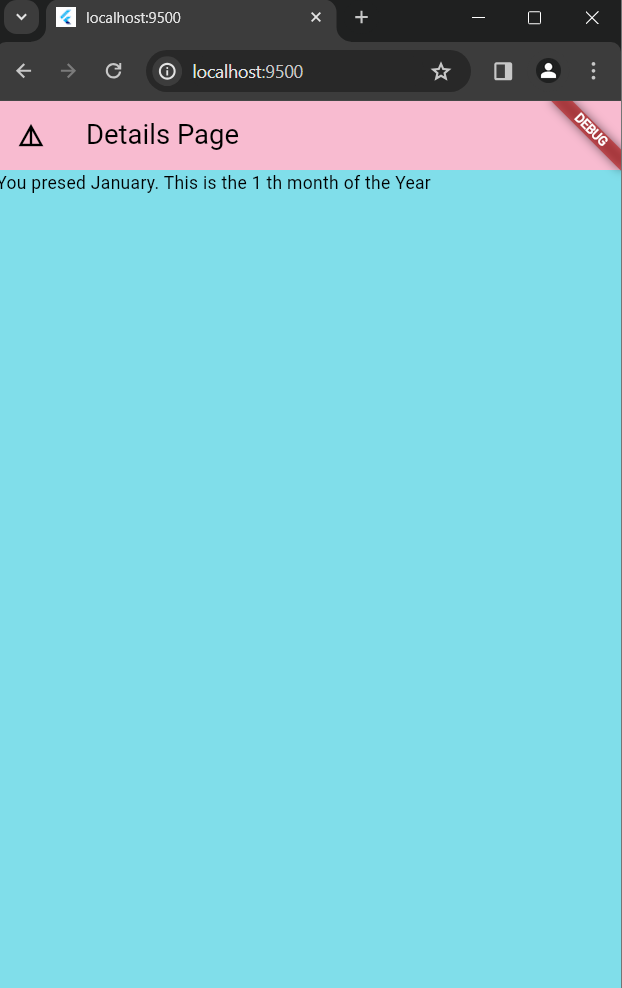 localhost:9500
localhost:9500
Details Page
DEBUG
You presed January. This is the 1 th month of the Year